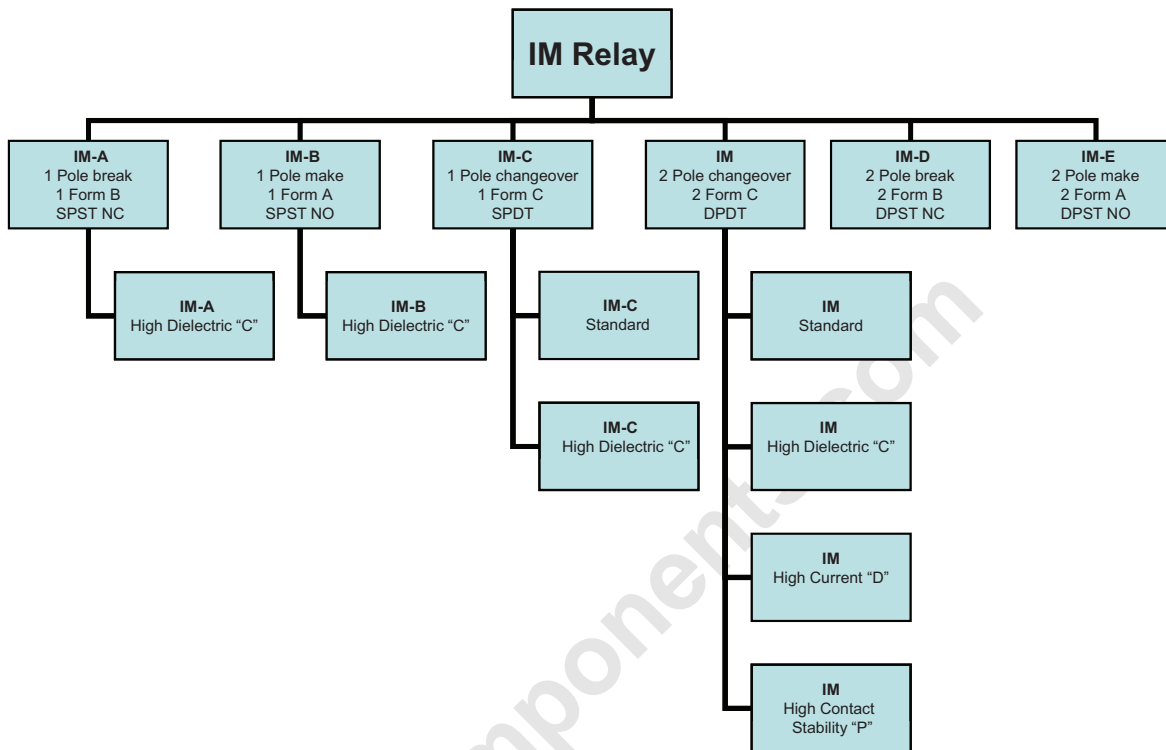 IM Relay
IM-A
1 Pole break
1 Form B
SPST NC
IM-B
1 Pole make
1 Form A
SPST NO
IM-C
1 Pole changeover
1 Form C
SPDT
IM
2 Pole changeover
2 Form C
DPDT
IM-D
2 Pole break
2 Form B
DPST NC
IM-E
2 Pole make
2 Form A
DPST NO
IM-A
High Dielectric “C”
IM-B
High Dielectric “C”
IM-C
Standard
IM
Standard
IM-C
High Dielectric “C”
IM
High Dielectric “C”
IM
High Current “D”
IM
High Contact
Stability “P”